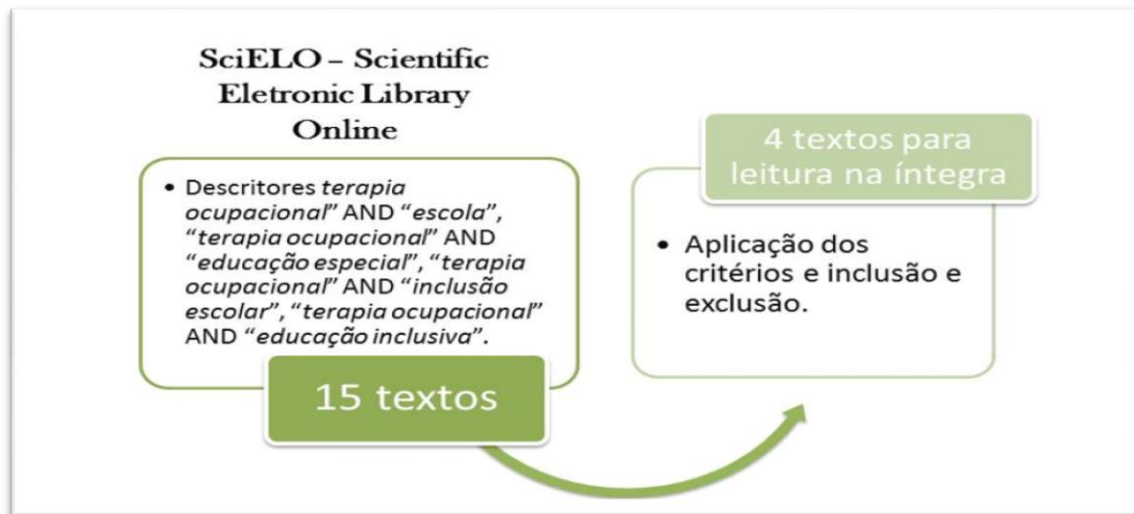 SciELO – Scientific
Eletronic Library
Online
• Descritores terapia
ocupacional” AND “escola”,
“terapia ocupacional” AND
“educação especial”, “terapia
ocupacional” AND “inclusão
escolar”, “terapia ocupacional”
AND “educação inclusiva”.
15 textos
4 textos para
leitura na íntegra
• Aplicação dos
critérios e inclusão e
exclusão.